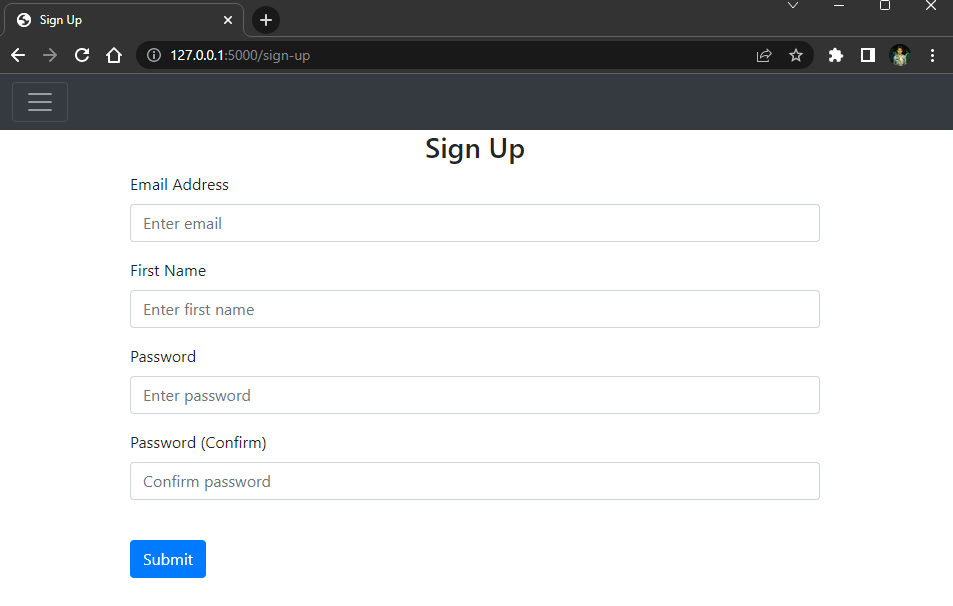 Sign Up
127.0.0.1:5000/sign-up
Sign Up
Email Address
Enter email
First Name
Enter first name
Password
Enter password
Password (Confirm)
Confirm password
Submit